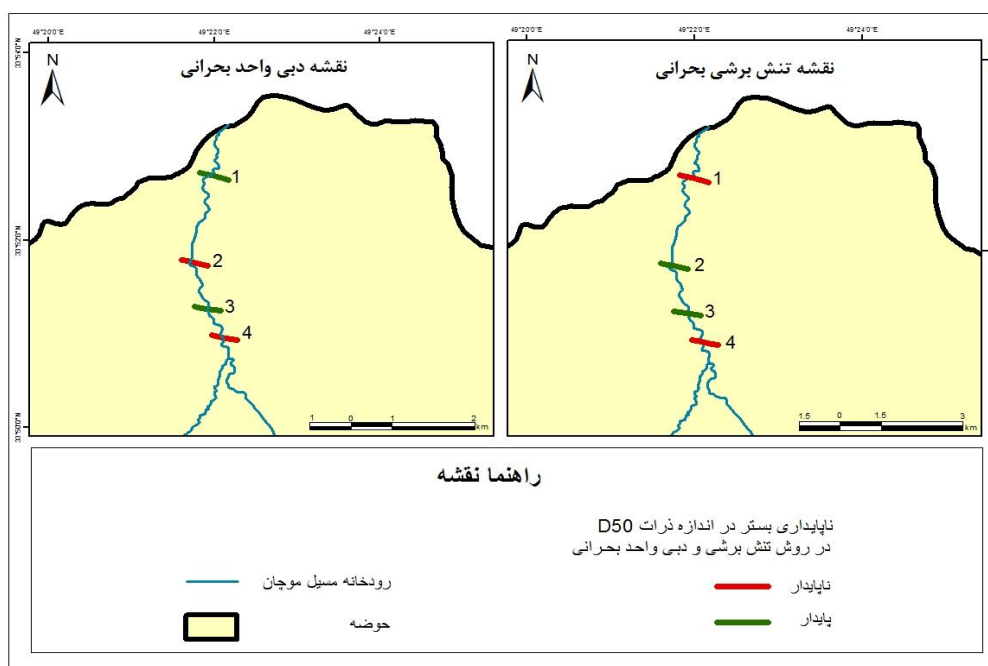 49°20'0"E 49°22'0"E 49°24'0"E
49°20'0"E 49°22'0"E 49°24'0"E
N
نقشه دبی واحد بحرانی
1
2
3
4
1 0 1 2
km
N
نقشه تنش برشی بحرانی
1
2
3
4
1.5 0 1.5 3
km
راهنما نقشه
ناپایداری بستر در اندازه ذرات D50
در روش تنش برشی و دبی واحد بحرانی
ناپایدار
پایدار
رودخانه مسیل موچان
حوضه